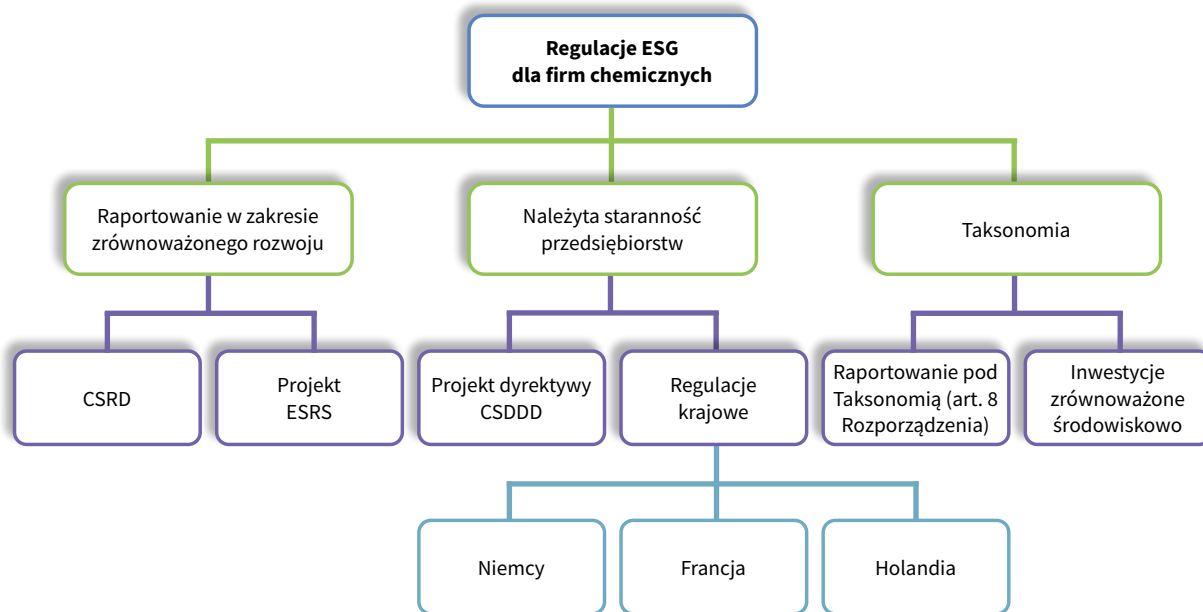 Regulacje ESG
dla firm chemicznych
Raportowanie w zakresie
zrównoważonego rozwoju
Należyta staranność
przedsiębiorstw
Taksonomia
CSRD
Projekt
ESRS
Projekt dyrektywy
CSDDD
Regulacje
krajowe
Raportowanie pod
Taksonomią (art. 8
Rozporządzenia)
Inwestycje
zrównoważone
środowiskowo
Niemcy
Francja
Holandia